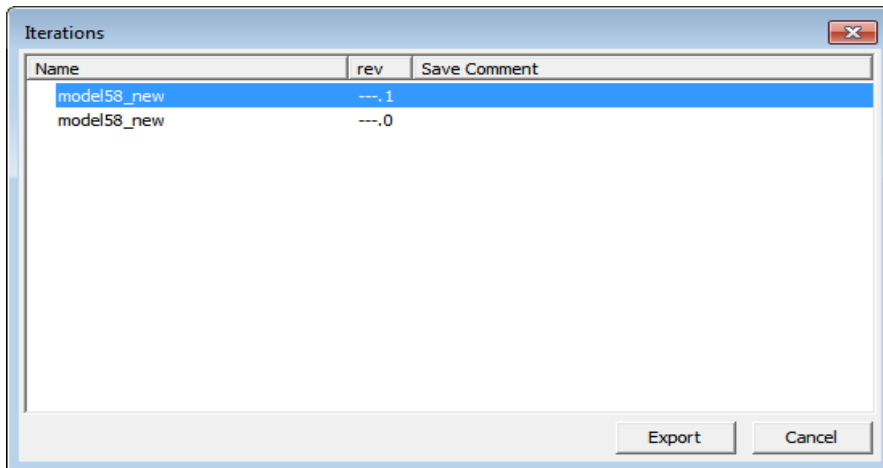 Iterations
Name rev Save Comment
model58_new ---.1
model58_new ---.0
Export Cancel